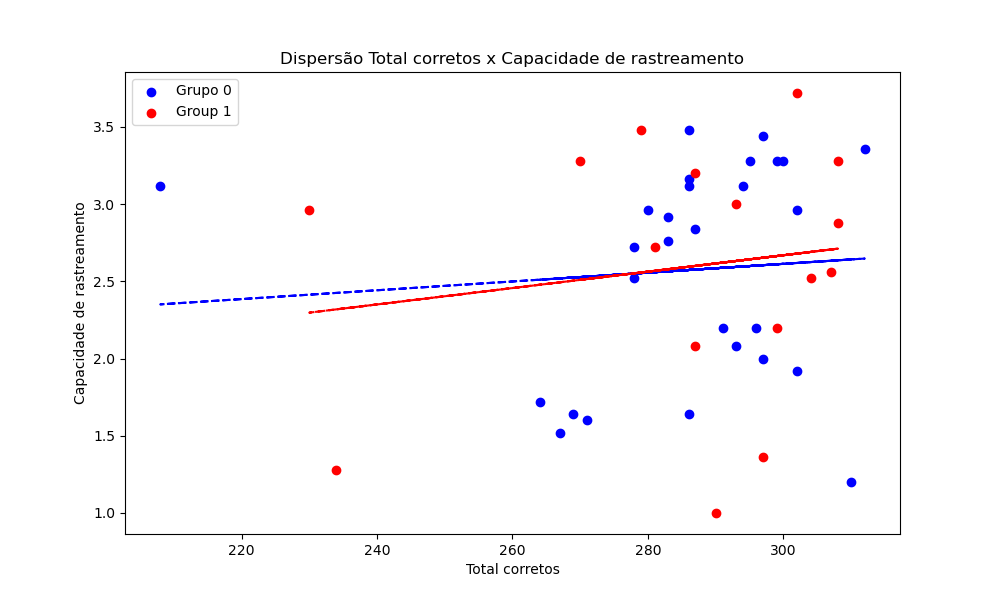 Dispersão Total corretos x Capacidade de rastreamento
Grupo 0
Group 1
Capacidade de rastreamento
3.5
3.0
2.5
2.0
1.5
1.0
220 240 260 280 300
Total corretos